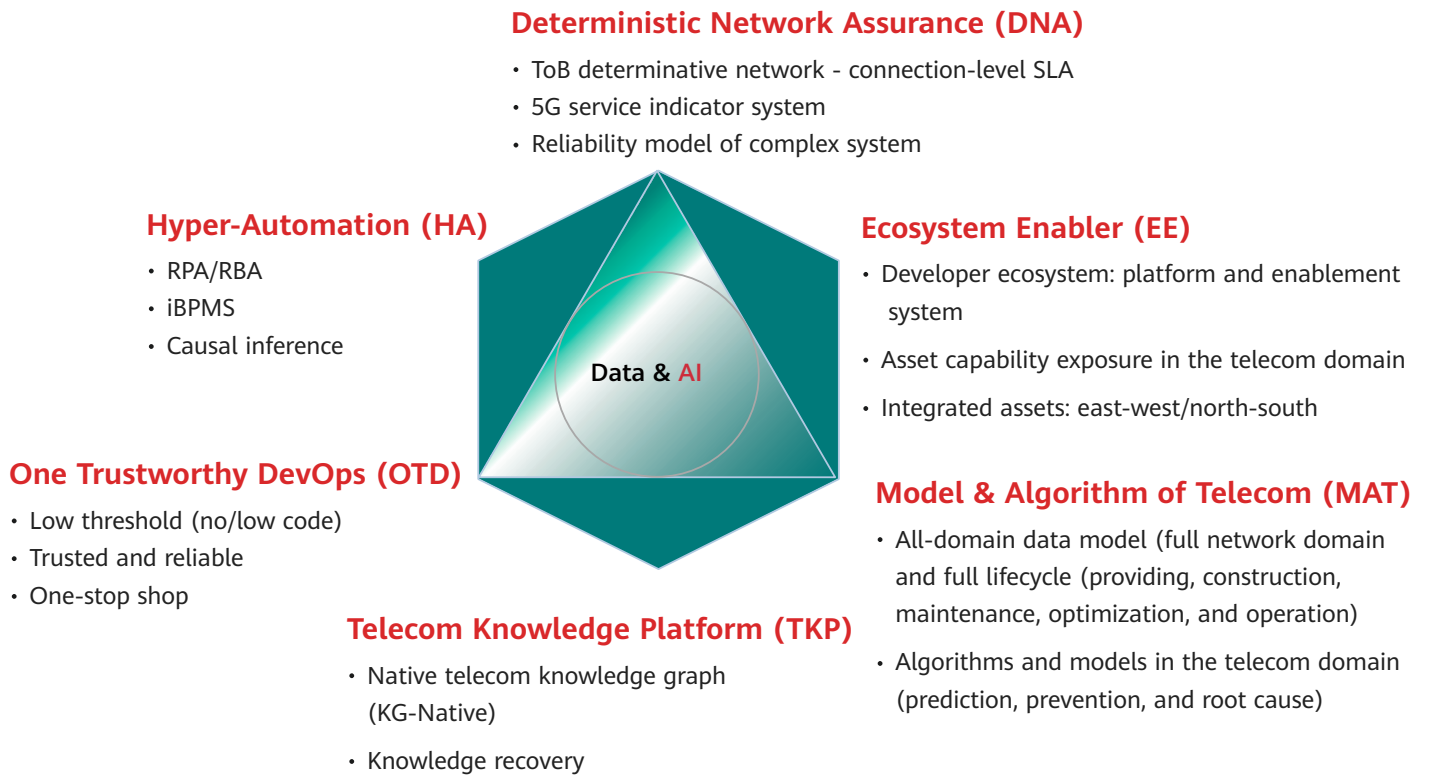 Deterministic Network Assurance (DNA)
· ToB determinative network - connection-level SLA
· 5G service indicator system
· Reliability model of complex system
Hyper-Automation (HA)
· RPA/RBA
· iBPMS
· Causal inference
Ecosystem Enabler (EE)
· Developer ecosystem: platform and enablement
system
· Asset capability exposure in the telecom domain
· Integrated assets: east-west/north-south
Data & AI
One Trustworthy DevOps (OTD)
· Low threshold (no/low code)
· Trusted and reliable
· One-stop shop
Model & Algorithm of Telecom (MAT)
· All-domain data model (full network domain
and full lifecycle (providing, construction,
maintenance, optimization, and operation)
· Algorithms and models in the telecom domain
(prediction, prevention, and root cause)
Telecom Knowledge Platform (TKP)
· Native telecom knowledge graph
(KG-Native)
· Knowledge recovery